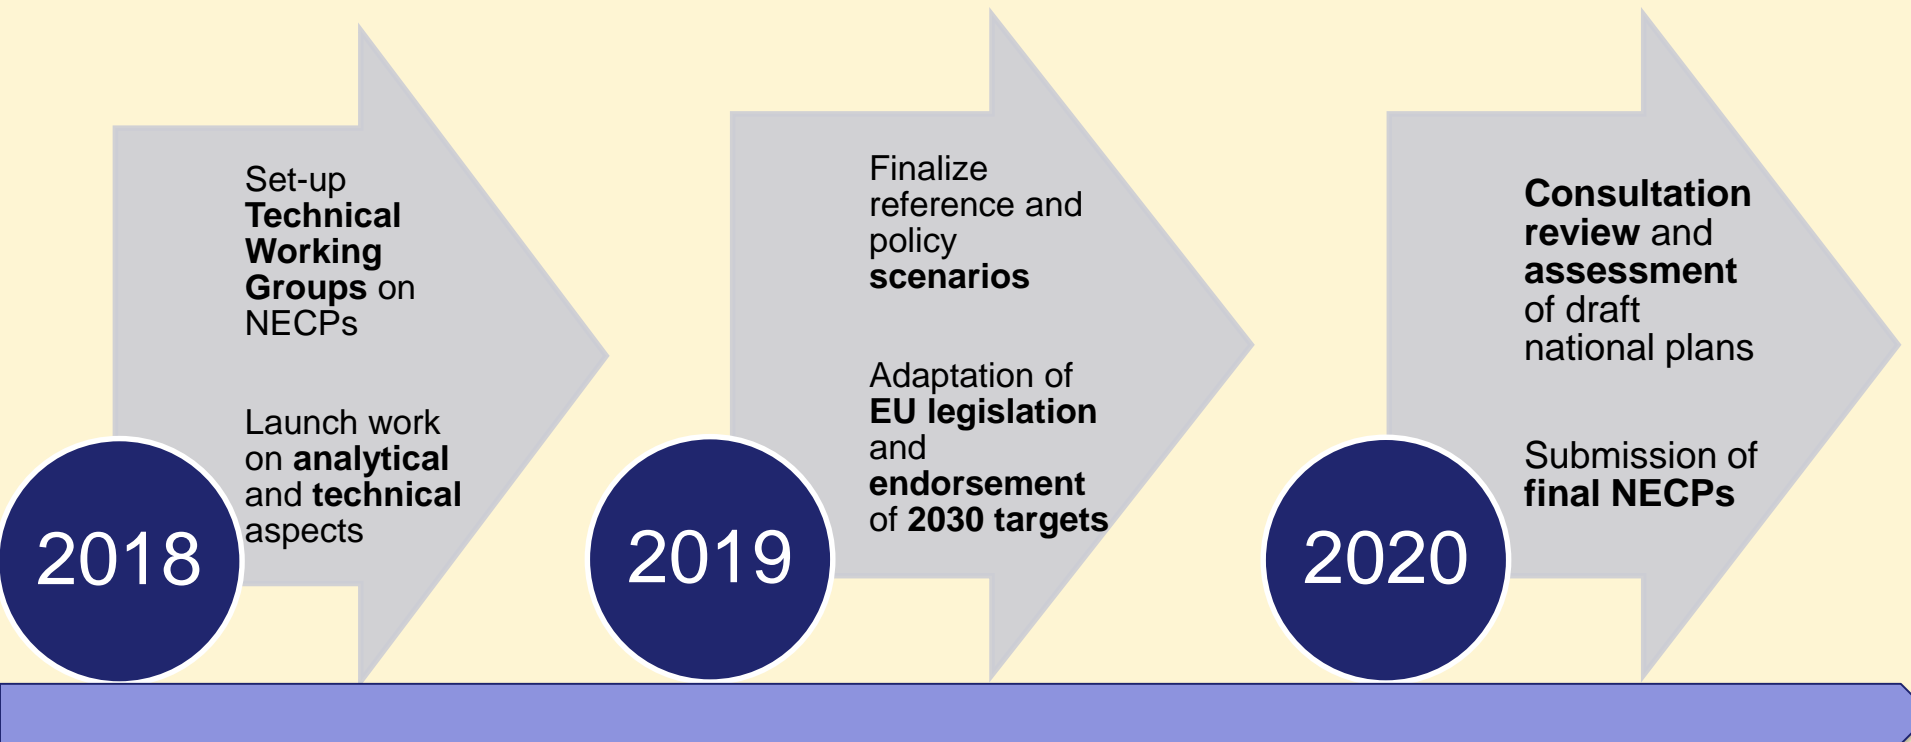 Set-up
Technical
Working
Groups on
NECPs
Launch work
on analytical
and technical
aspects
2018
Finalize
reference and
policy
scenarios
Adaptation of
EU legislation
and
endorsement
of 2030 targets
2019
Consultation
review and
assessment
of draft
national plans
Submission of
final NECPs
2020